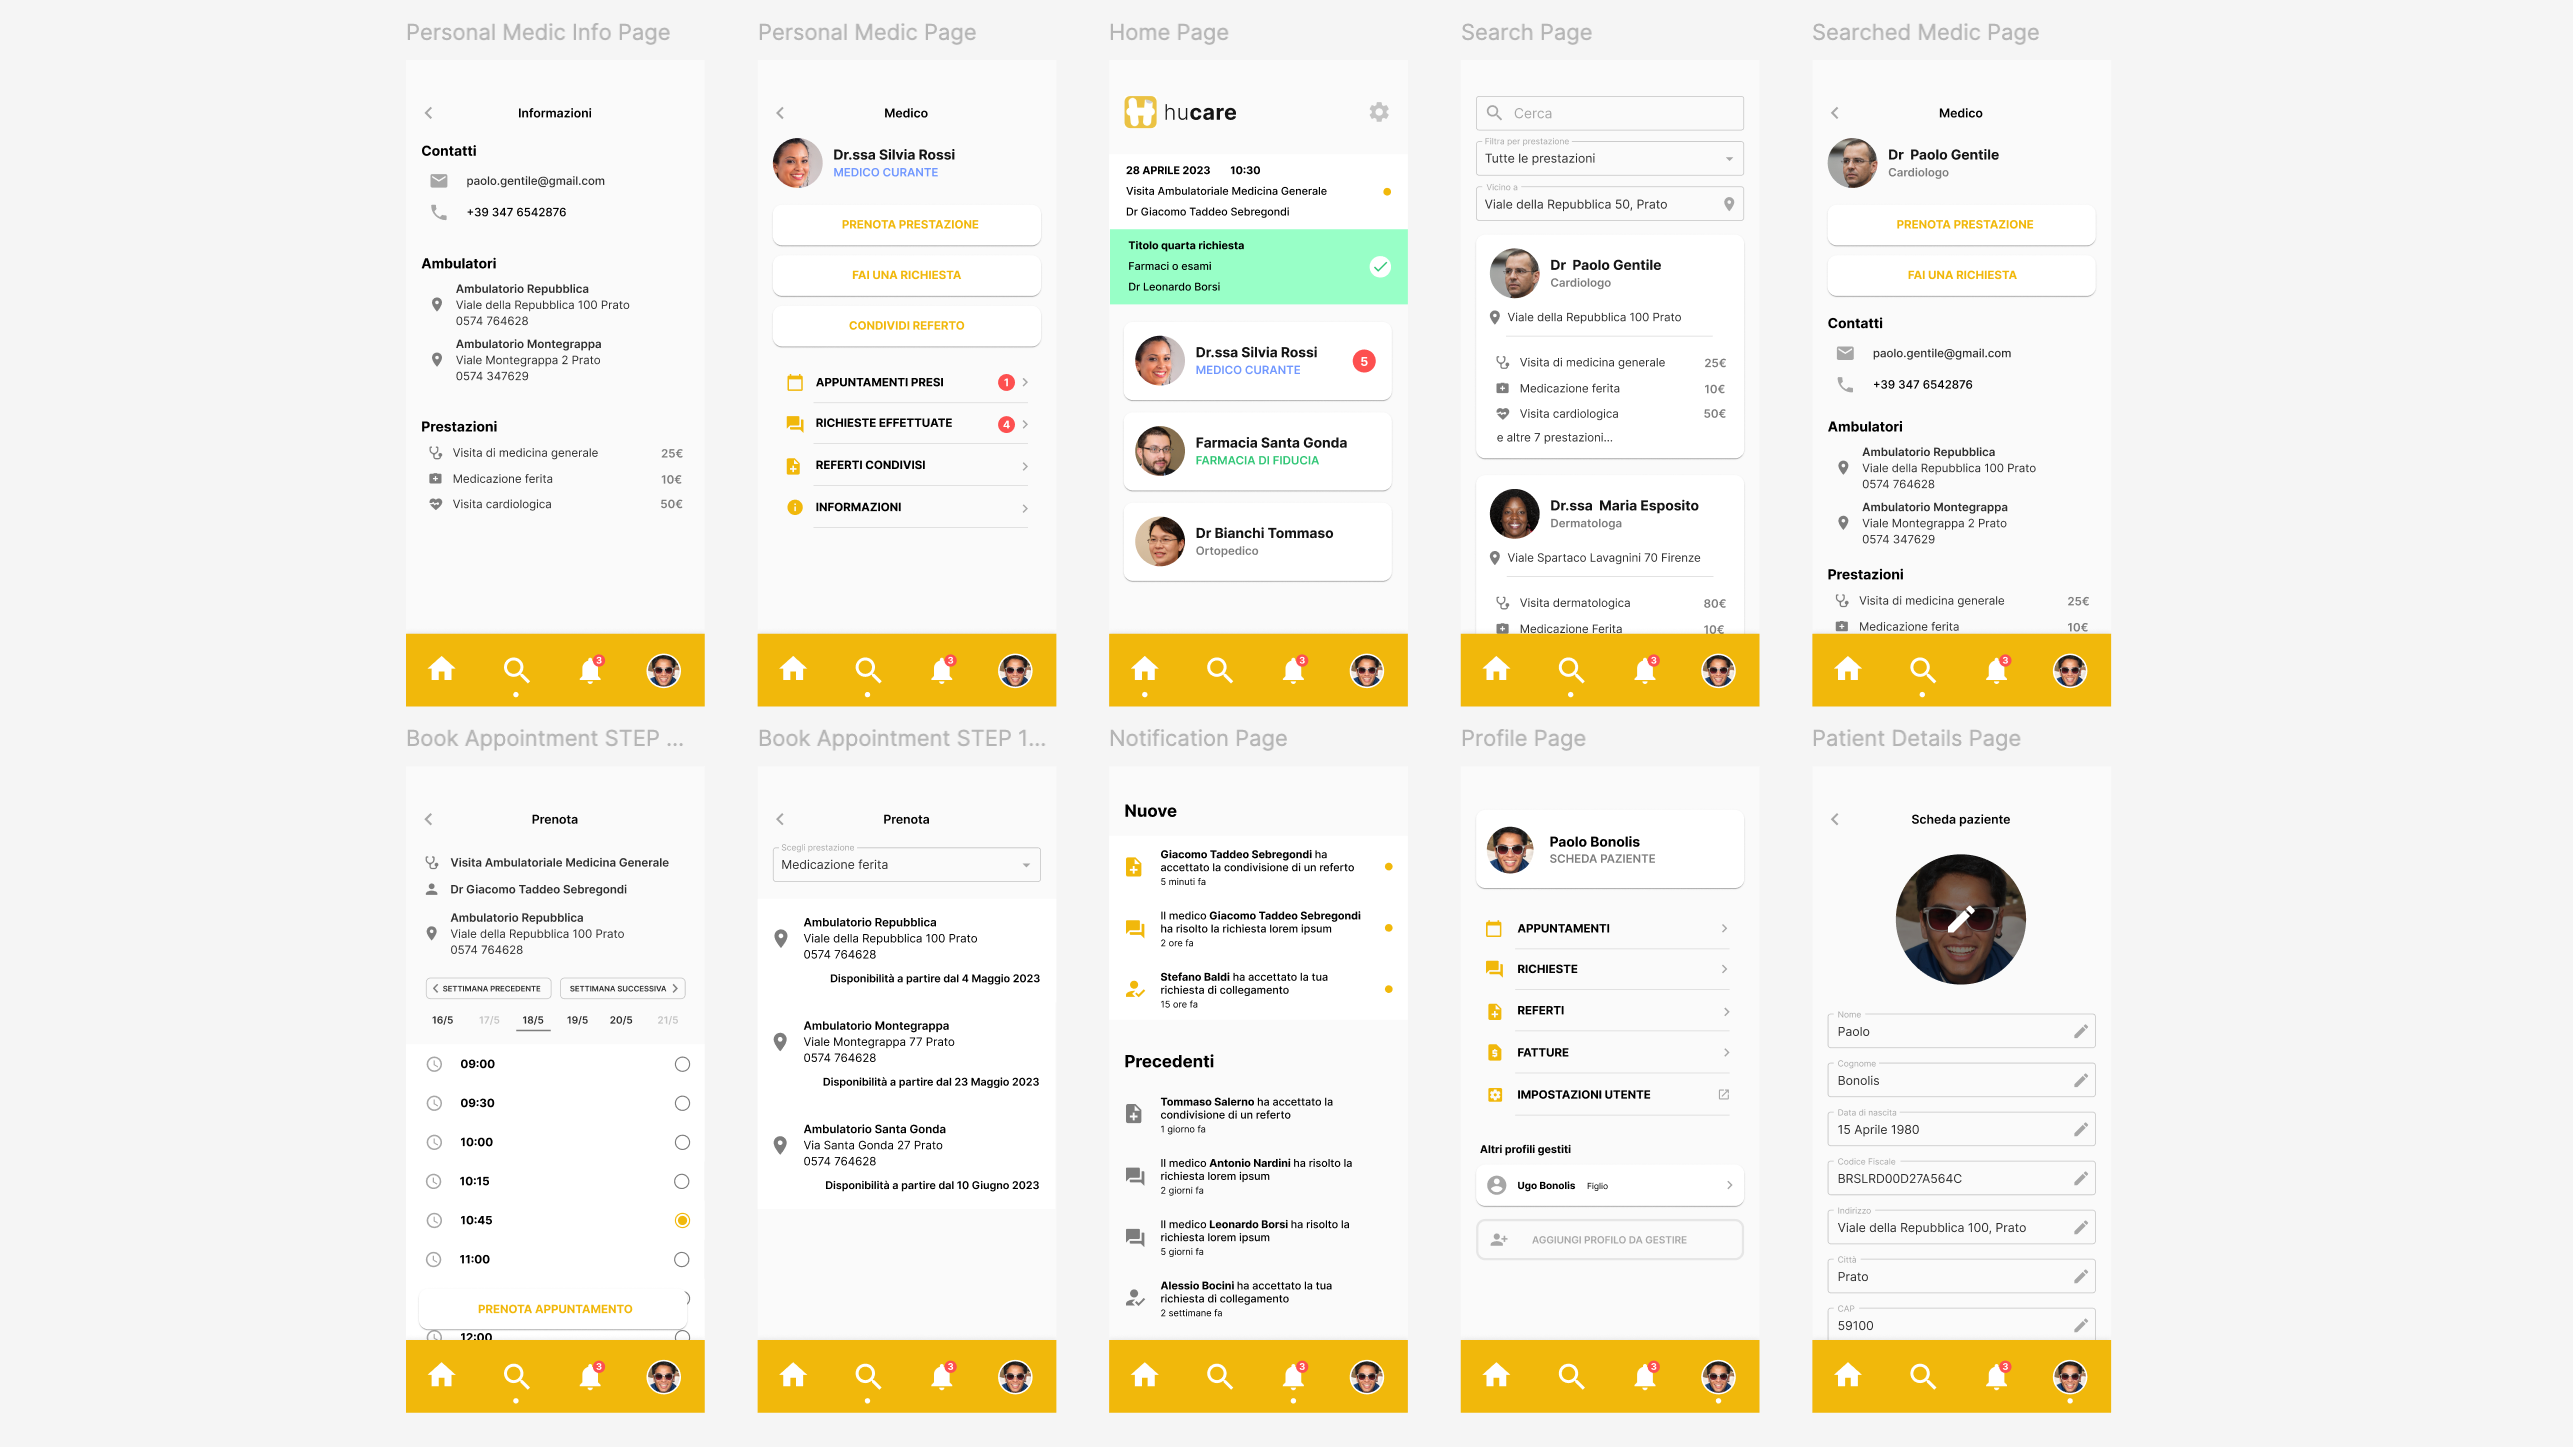 Personal Medic Info Page
Informazioni
Contatti
paolo.gentile@gmail.com
+39 347 6542876
Ambulatori
Ambulatorio Repubblica
Viale della Repubblica 100 Prato
0574 764628
Ambulatorio Montegrappa
Viale Montegrappa 2 Prato
0574 347629
Prestazioni
Visita di medicina generale 25€
Medicazione ferita 10€
Visita cardiologica 50€
3
Personal Medic Page
Medico
Dr.ssa Silvia Rossi
MEDICO CURANTE
PRENOTA PRESTAZIONE
FAI UNA RICHIESTA
CONDIVIDI REFERTO
APPUNTAMENTI PRESI 1
RICHIESTE EFFETTUATE 4
REFERTI CONDIVISI
INFORMAZIONI
3
Home Page
hucare
28 APRILE 2023 10:30
Visita Ambulatoriale Medicina Generale
Dr Giacomo Taddeo Sebregondi
Titolo quarta richiesta
Farmaci o esami
Dr Leonardo Borsi
Dr.ssa Silvia Rossi
MEDICO CURANTE
5
Farmacia Santa Gonda
FARMACIA DI FIDUCIA
Dr Bianchi Tommaso
Ortopedico
3
Search Page
Cerca
Filtra per prestazione
Tutte le prestazioni
Vicino a
Viale della Repubblica 50, Prato
Dr Paolo Gentile
Cardiologo
Viale della Repubblica 100 Prato
Visita di medicina generale 25€
Medicazione ferita 10€
Visita cardiologica 50€
e altre 7 prestazioni...
Dr.ssa Maria Esposito
Dermatologa
Viale Spartaco Lavagnini 70 Firenze
Visita dermatologica 80€
Medicazione Ferita 10€
3
Searched Medic Page
Medico
Dr Paolo Gentile
Cardiologo
PRENOTA PRESTAZIONE
FAI UNA RICHIESTA
Contatti
paolo.gentile@gmail.com
+39 347 6542876
Ambulatori
Ambulatorio Repubblica
Viale della Repubblica 100 Prato
0574 764628
Ambulatorio Montegrappa
Viale Montegrappa 2 Prato
0574 347629
Prestazioni
Visita di medicina generale 25€
Medicazione ferita 10€
3
Book Appointment STEP ...
Prenota
Visita Ambulatoriale Medicina Generale
Dr Giacomo Taddeo Sebregondi
Ambulatorio Repubblica
Viale della Repubblica 100 Prato
0574 764628
SETTIMANA PRECEDENTE SETTIMANA SUCCESSIVA
16/5 17/5 18/5 19/5 20/5 21/5
09:00
09:30
10:00
10:15
10:45
11:00
PRENOTA APPUNTAMENTO
12:00
3
Book Appointment STEP 1...
Prenota
Scegli prestazione
Medicazione ferita
Ambulatorio Repubblica
Viale della Repubblica 100 Prato
0574 764628
Disponibilità a partire dal 4 Maggio 2023
Ambulatorio Montegrappa
Viale Montegrappa 77 Prato
0574 764628
Disponibilità a partire dal 23 Maggio 2023
Ambulatorio Santa Gonda
Via Santa Gonda 27 Prato
0574 764628
Disponibilità a partire dal 10 Giugno 2023
3
Notification Page
Nuove
Giacomo Taddeo Sebregondi ha
accettato la condivisione di un referto
5 minuti fa
Il medico Giacomo Taddeo Sebregondi
ha risolto la richiesta lorem ipsum
2 ore fa
Stefano Baldi ha accettato la tua
richiesta di collegamento
15 ore fa
Precedenti
Tommaso Salerno ha accettato la
condivisione di un referto
1 giorno fa
Il medico Antonio Nardini ha risolto la
richiesta lorem ipsum
2 giorni fa
Il medico Leonardo Borsi ha risolto la
richiesta lorem ipsum
5 giorni fa
Alessio Bocini ha accettato la tua
richiesta di collegamento
2 settimane fa
3
Profile Page
Paolo Bonolis
SCHEDA PAZIENTE
APPUNTAMENTI
RICHIESTE
REFERTI
FATTURE
IMPOSTAZIONI UTENTE
Altri profili gestiti
Ugo Bonolis Figlio
AGGIUNGI PROFILO DA GESTIRE
3
Patient Details Page
Scheda paziente
Nome
Paolo
Cognome
Bonolis
Data di nascita
15 Aprile 1980
Codice Fiscale
BRSLRD00D27A564C
Indirizzo
Viale della Repubblica 100, Prato
Città
Prato
CAP
59100
3